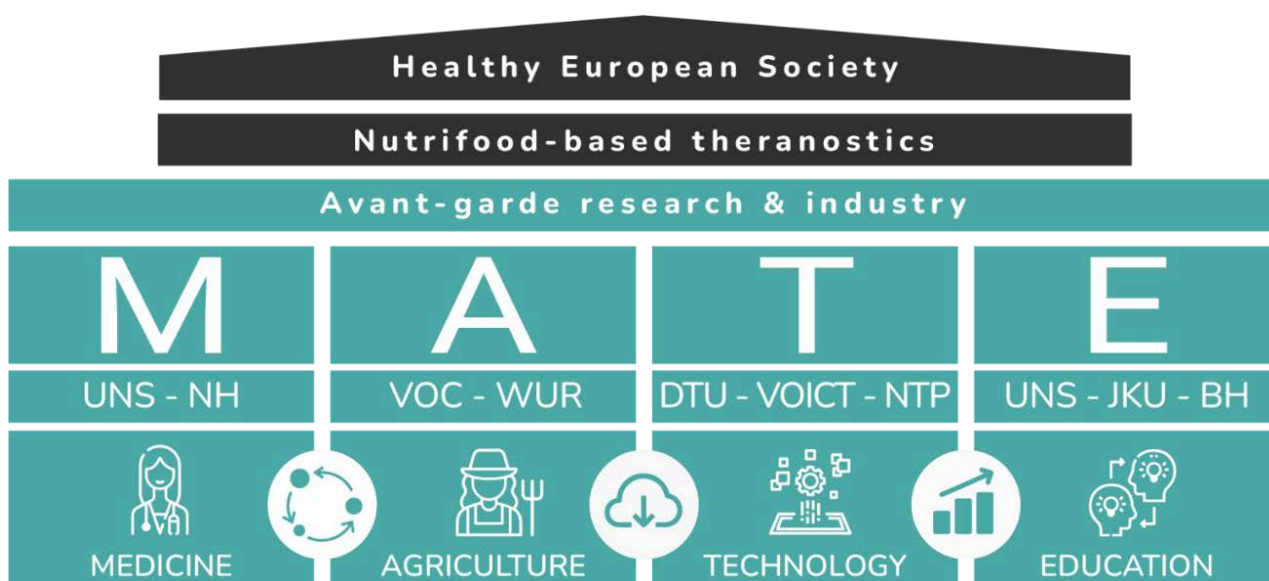 Healthy European Society
Nutrifood-based theranostics
Avant-garde research & industry
M A T E
UNS - NH VOC - WUR DTU - VOICT - NTP UNS - JKU - BH
MEDICINE AGRICULTURE TECHNOLOGY EDUCATION